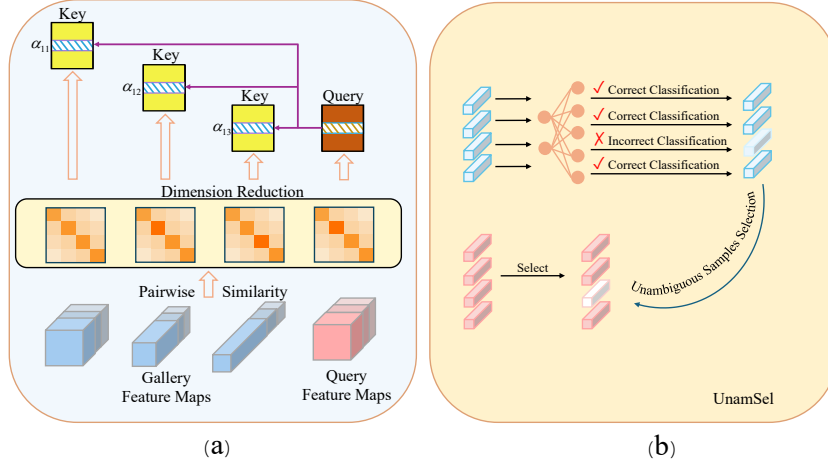 Key
α11
Key
α12
Key
Query
α13
Dimension Reduction
Pairwise
Similarity
Gallery
Feature Maps
Query
Feature Maps
(a)
✓ Correct Classification
✓ Correct Classification
✗ Incorrect Classification
✓ Correct Classification
Unambiguous Samples Selection
Select
UnamSel
(b)